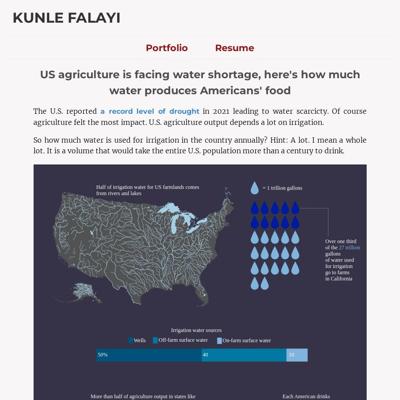 KUNLE FALAYI
Portfolio Resume
US agriculture is facing water shortage, here's how much
water produces Americans' food
The U.S. reported a record level of drought in 2021 leading to water scarcity. Of course
agriculture felt the most impact. U.S. agriculture output depends a lot on irrigation.
So how much water is used for irrigation in the country annually? Hint: A lot. I mean a whole
lot. It is a volume that would take the entire U.S. population more than a century to drink.
Half of irrigation water for US farmlands comes
from rivers and lakes
= 1 trillion gallons
Over one third
of the 27 trillion
gallons
of water used
for irrigation
go to farms
in California
Irrigation water sources
Wells Off-farm surface water On-farm surface water
50% 40 10
More than half of agriculture output in states like
Each American drinks